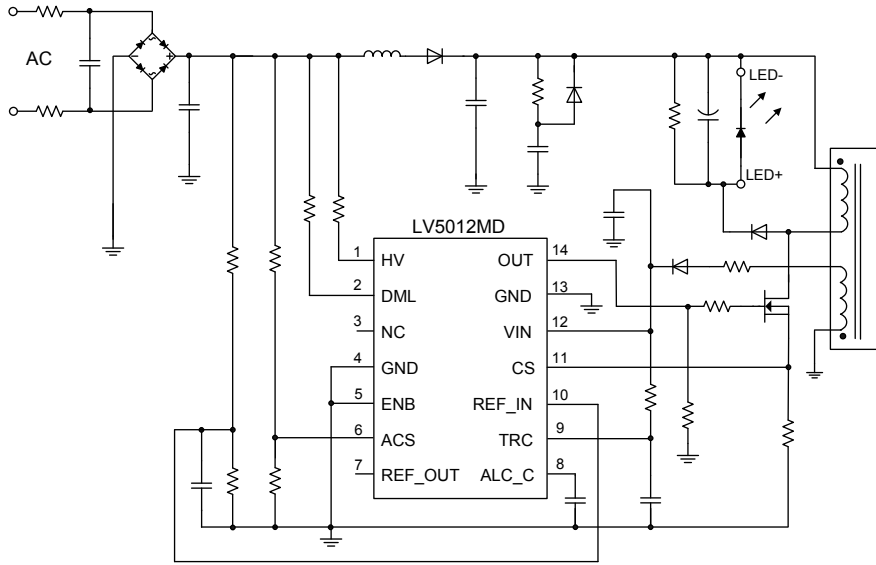 AC
LED-
LED+
LV5012MD
1 HV OUT 14
2 DML GND 13
3 NC VIN 12
4 GND CS 11
5 ENB REF_IN 10
6 ACS TRC 9
7 REF_OUT ALC_C 8